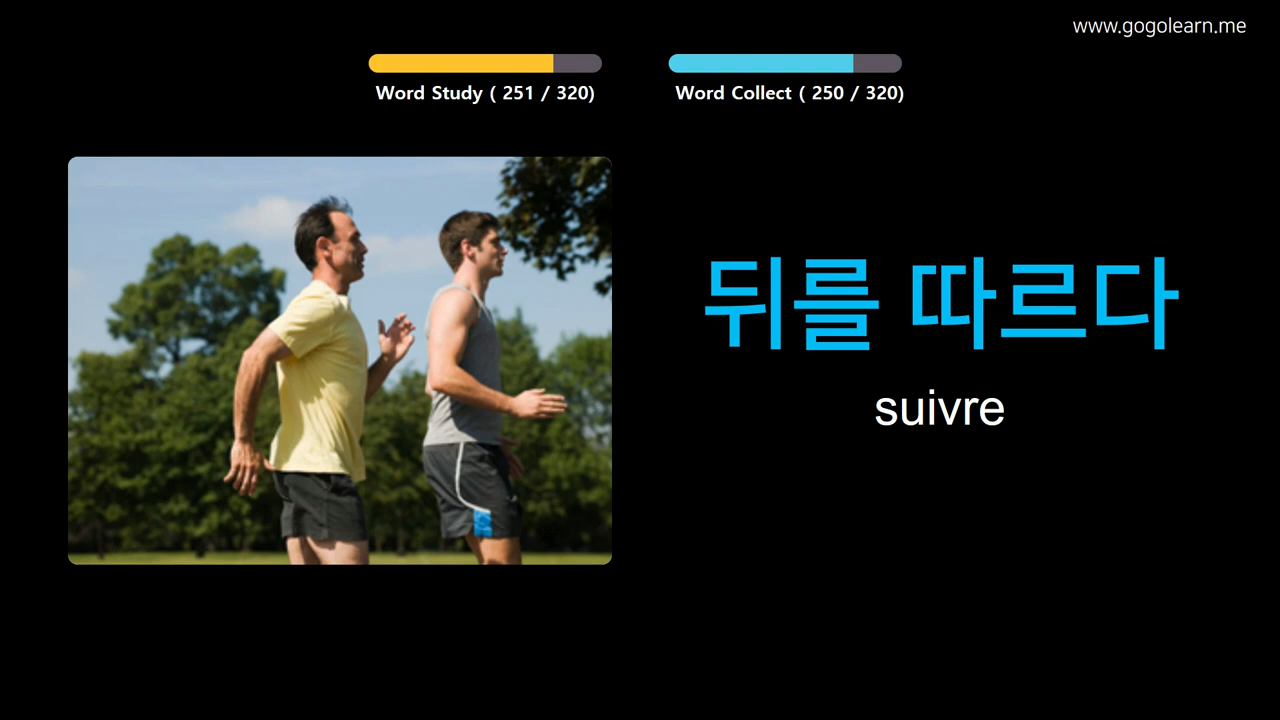 www.gogolearn.me
Word Study ( 251 / 320)
Word Collect ( 250 / 320)
뒤를 따르다
suivre